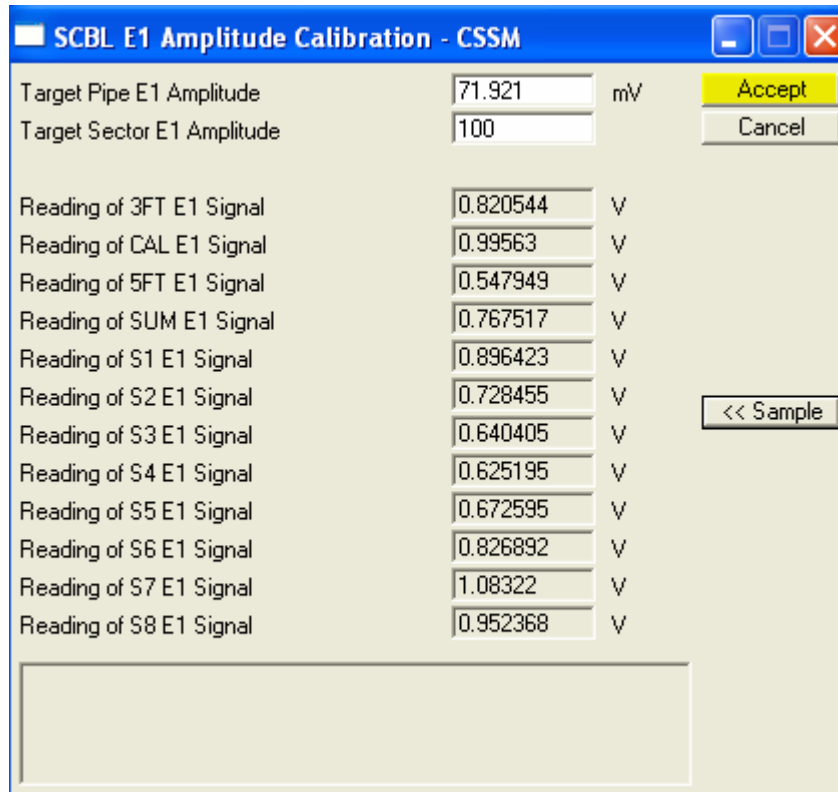 SCBL E1 Amplitude Calibration - CSSM
Target Pipe E1 Amplitude 71.921 mV Accept
Target Sector E1 Amplitude 100 Cancel
Reading of 3FT E1 Signal 0.820544 V
Reading of CAL E1 Signal 0.99563 V
Reading of 5FT E1 Signal 0.547949 V
Reading of SUM E1 Signal 0.767517 V
Reading of S1 E1 Signal 0.896423 V
Reading of S2 E1 Signal 0.728455 V
<< Sample
Reading of S3 E1 Signal 0.640405 V
Reading of S4 E1 Signal 0.625195 V
Reading of S5 E1 Signal 0.672595 V
Reading of S6 E1 Signal 0.826892 V
Reading of S7 E1 Signal 1.08322 V
Reading of S8 E1 Signal 0.952368 V